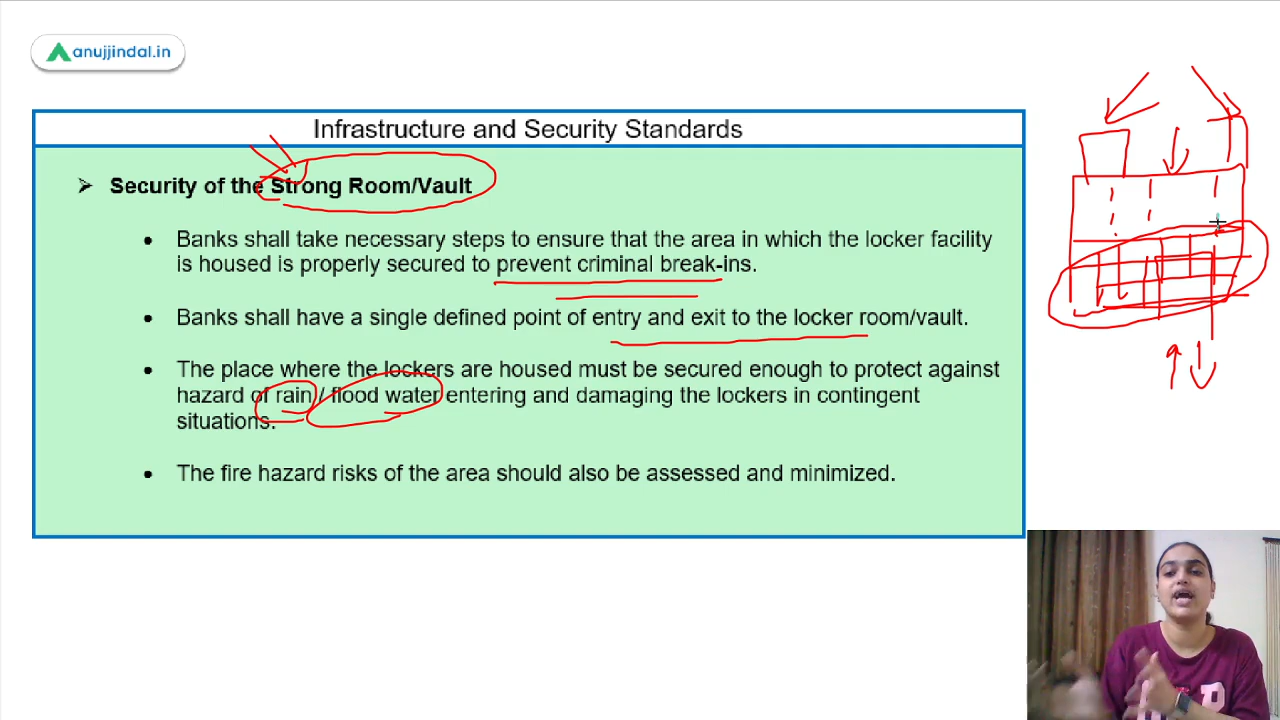 anujjindal.in
Infrastructure and Security Standards
➢ Security of the Strong Room/Vault
• Banks shall take necessary steps to ensure that the area in which the locker facility
is housed is properly secured to prevent criminal break-ins.
• Banks shall have a single defined point of entry and exit to the locker room/vault.
• The place where the lockers are housed must be secured enough to protect against
hazard of rain / flood water entering and damaging the lockers in contingent
situations.
• The fire hazard risks of the area should also be assessed and minimized.